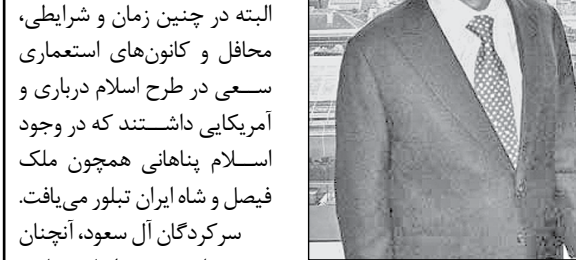 البته در چنین زمان و شرایطی،
محافل و کانون‌های استعماری
سعی در طرح اسلام درباری و
آمریکایی داشتند که در وجود
اسلام پناهانی همچون ملک
فیصل و شاه ایران تبلور می‌یافت.
سرکردگان آل سعود، آنچنان